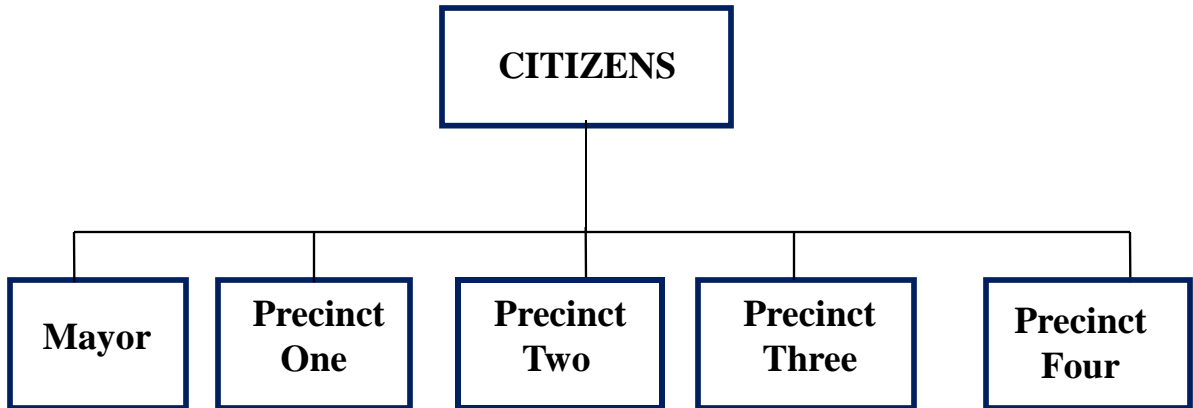 CITIZENS
Mayor
Precinct
One
Precinct
Two
Precinct
Three
Precinct
Four